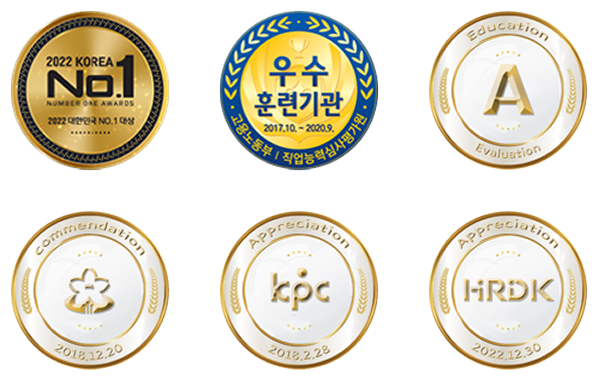 2022 KOREA
No.1
NUMBER ONE AWARDS
2022 대한민국 NO.1 대상
우수
훈련기관
2017.10. ~ 2020.9.
고용노동부 | 직업능력심사평가원
Education
A
Evaluation
Commendation
2018.12.20
Appreciation
kpc
2018.2.28
Appreciation
HRDK
2022.12.30